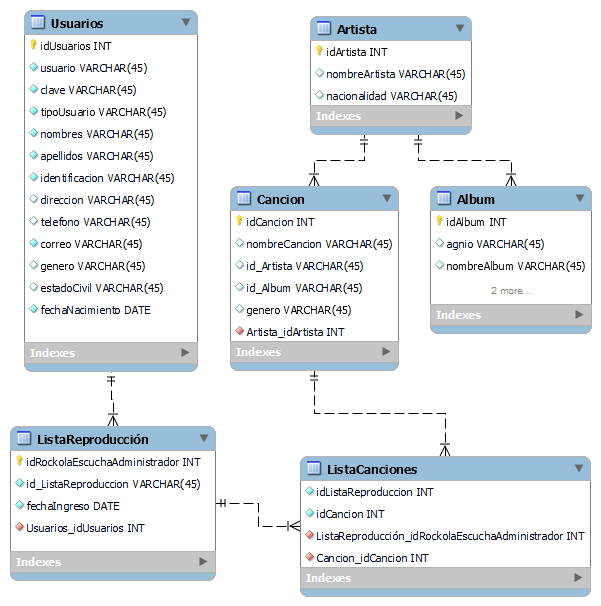 Usuarios
idUsuarios INT
usuario VARCHAR(45)
clave VARCHAR(45)
tipoUsuario VARCHAR(45)
nombres VARCHAR(45)
apellidos VARCHAR(45)
identificacion VARCHAR(45)
direccion VARCHAR(45)
telefono VARCHAR(45)
correo VARCHAR(45)
genero VARCHAR(45)
estadoCivil VARCHAR(45)
fechaNacimiento DATE
Indexes
Artista
idArtista INT
nombreArtista VARCHAR(45)
nacionalidad VARCHAR(45)
Indexes
Cancion
idCancion INT
nombreCancion VARCHAR(45)
id_Artista VARCHAR(45)
id_Album VARCHAR(45)
genero VARCHAR(45)
Artista_idArtista INT
Indexes
Album
idAlbum INT
agnio VARCHAR(45)
nombreAlbum VARCHAR(45)
2 more...
Indexes
ListaReproducción
idRockolaEscuchaAdministrador INT
id_ListaReproduccion VARCHAR(45)
fechaIngreso DATE
Usuarios_idUsuarios INT
Indexes
ListaCanciones
idListaReproduccion INT
idCancion INT
ListaReproducción_idRockolaEscuchaAdministrador INT
Cancion_idCancion INT
Indexes